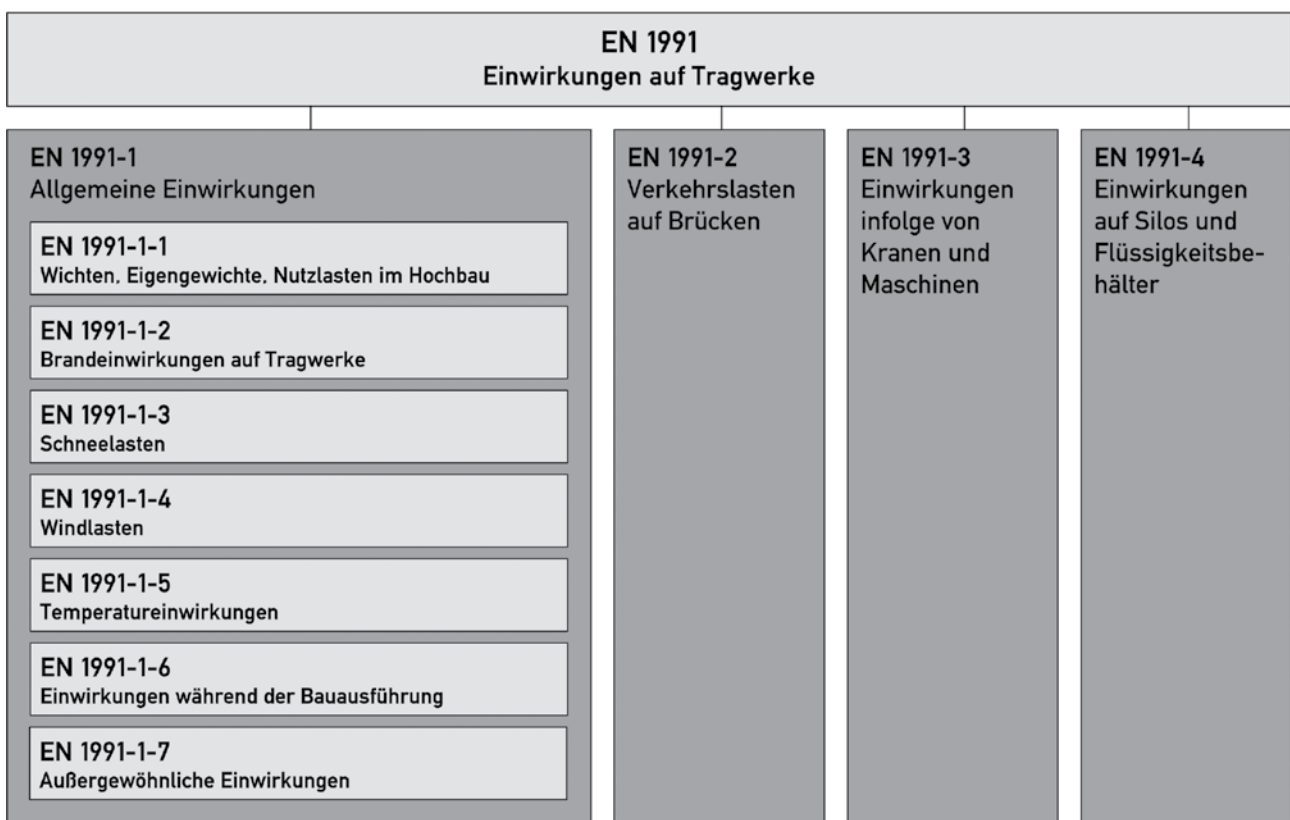 EN 1991
Einwirkungen auf Tragwerke
EN 1991-1
Allgemeine Einwirkungen
EN 1991-1-1
Wichten, Eigengewichte, Nutzlasten im Hochbau
EN 1991-1-2
Brandeinwirkungen auf Tragwerke
EN 1991-1-3
Schneelasten
EN 1991-1-4
Windlasten
EN 1991-1-5
Temperatureinwirkungen
EN 1991-1-6
Einwirkungen während der Bauausführung
EN 1991-1-7
Außergewöhnliche Einwirkungen
EN 1991-2
Verkehrslasten
auf Brücken
EN 1991-3
Einwirkungen
infolge von
Kranen und
Maschinen
EN 1991-4
Einwirkungen
auf Silos und
Flüssigkeitsbe-
hälter